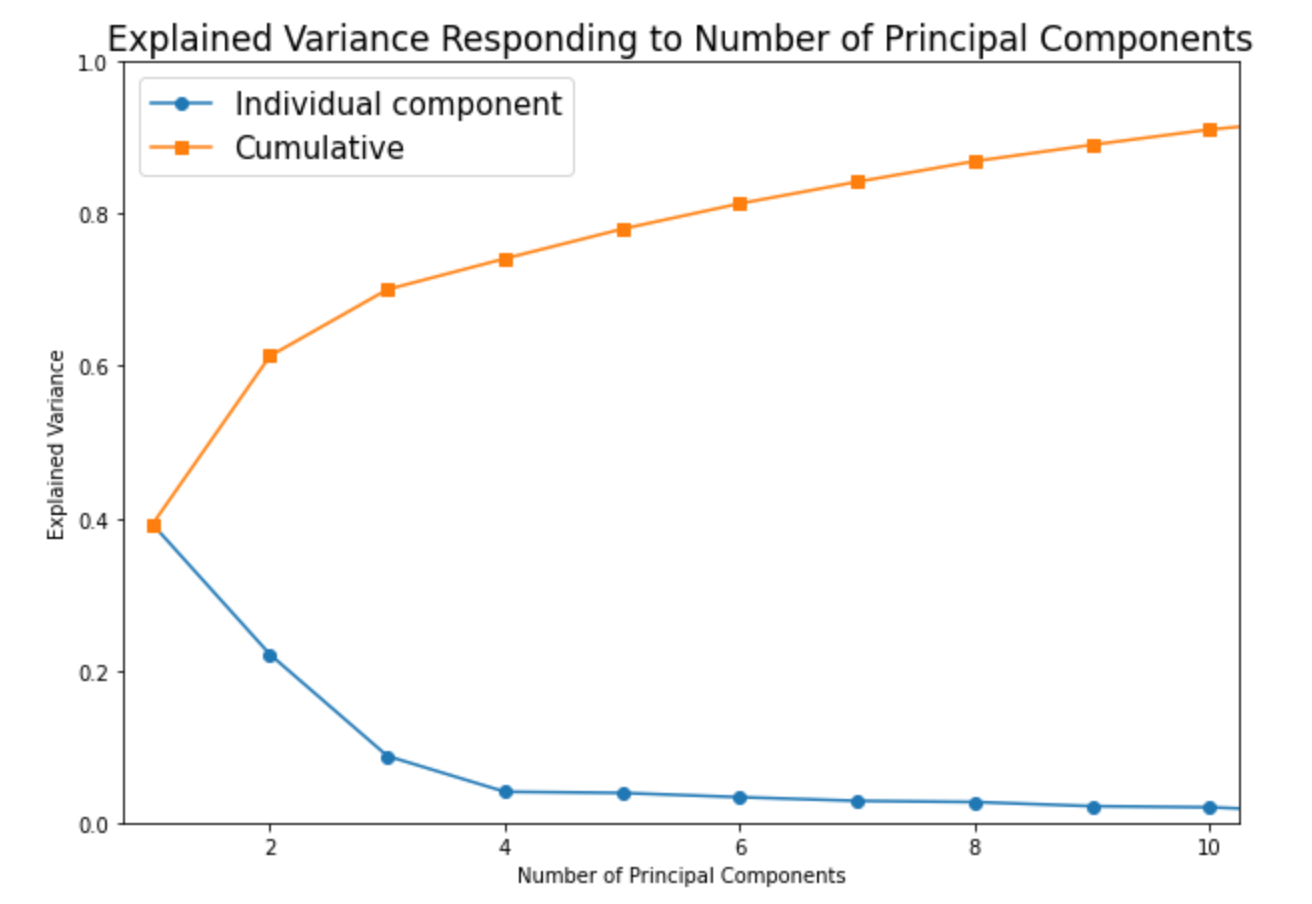 Explained Variance Responding to Number of Principal Components
1.0
Individual component
Cumulative
0.8
0.6
Explained Variance
0.4
0.2
0.0
2 4 6 8 10
Number of Principal Components